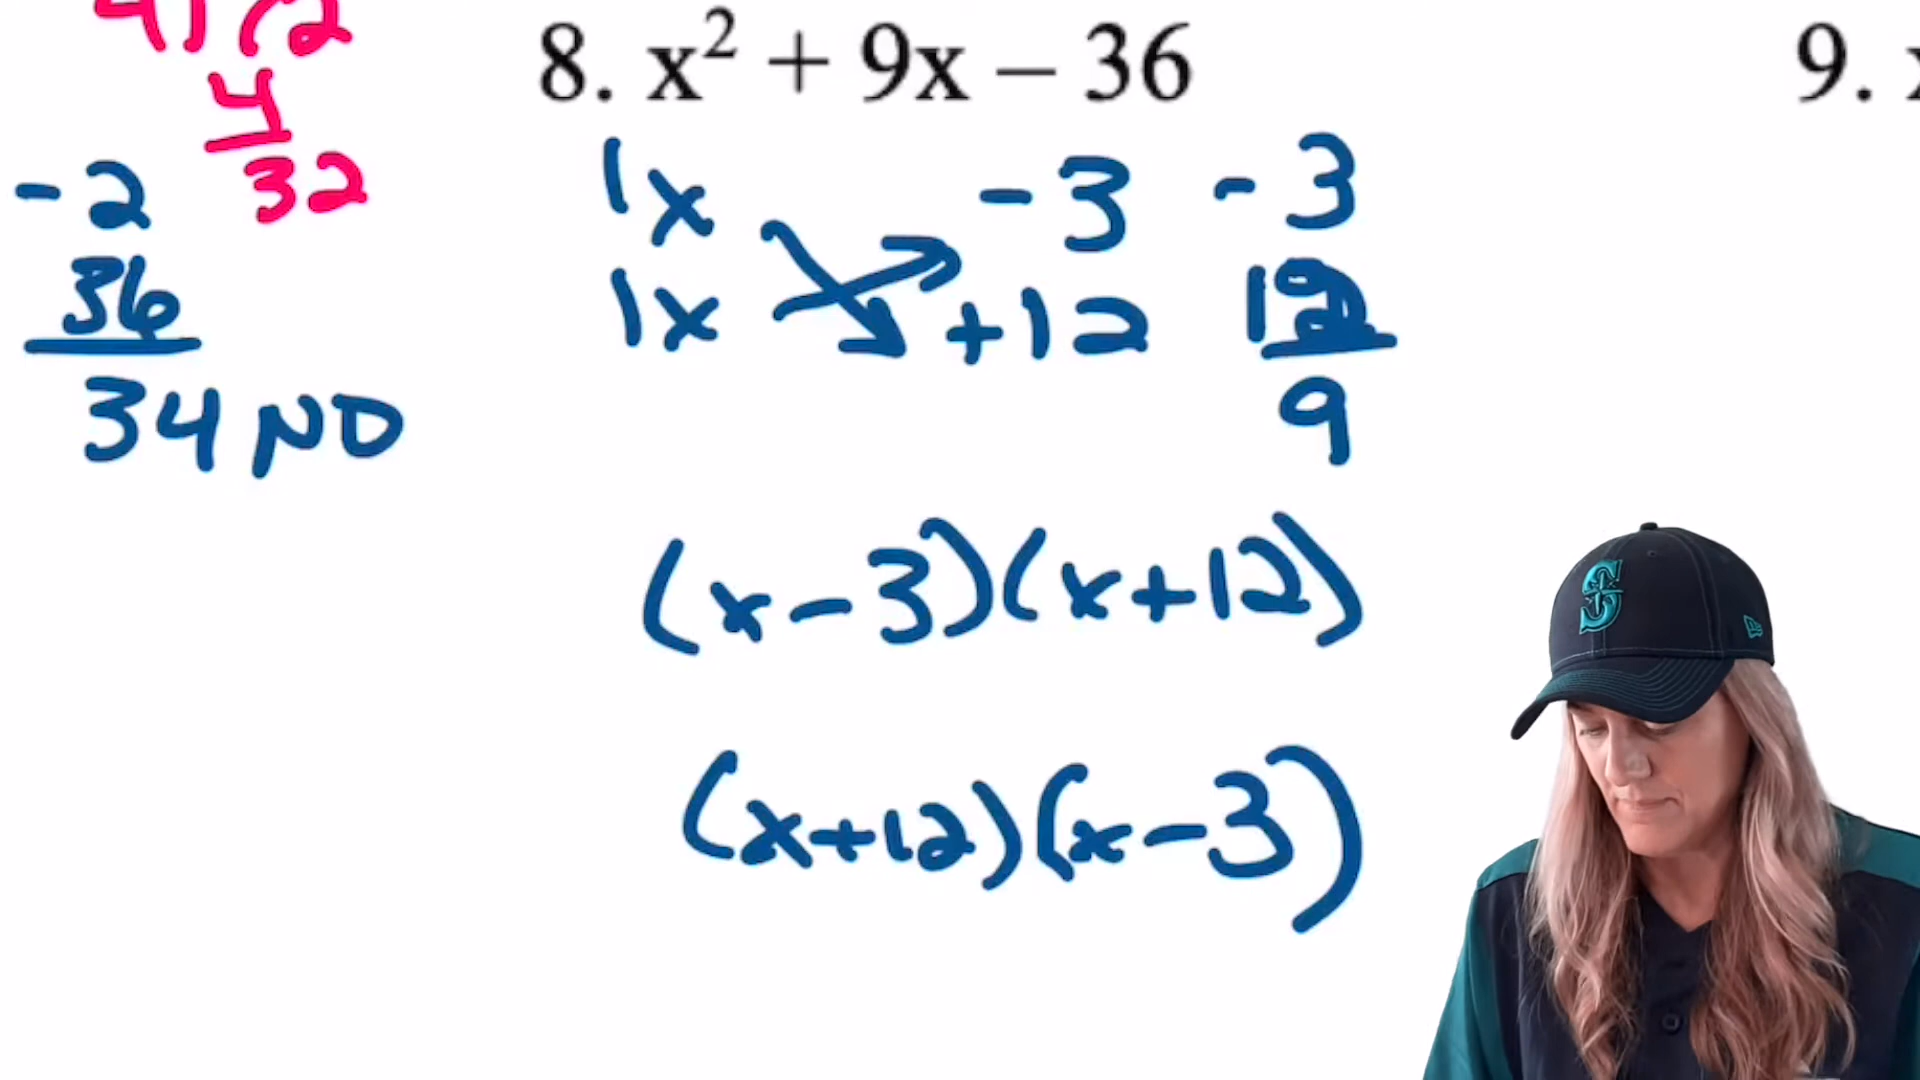 32
-2
36
34 NO
8. x² + 9x – 36
1x -3 -3
1x +12 12
9
(x-3)(x+12)
(x+12)(x-3)
9.
S